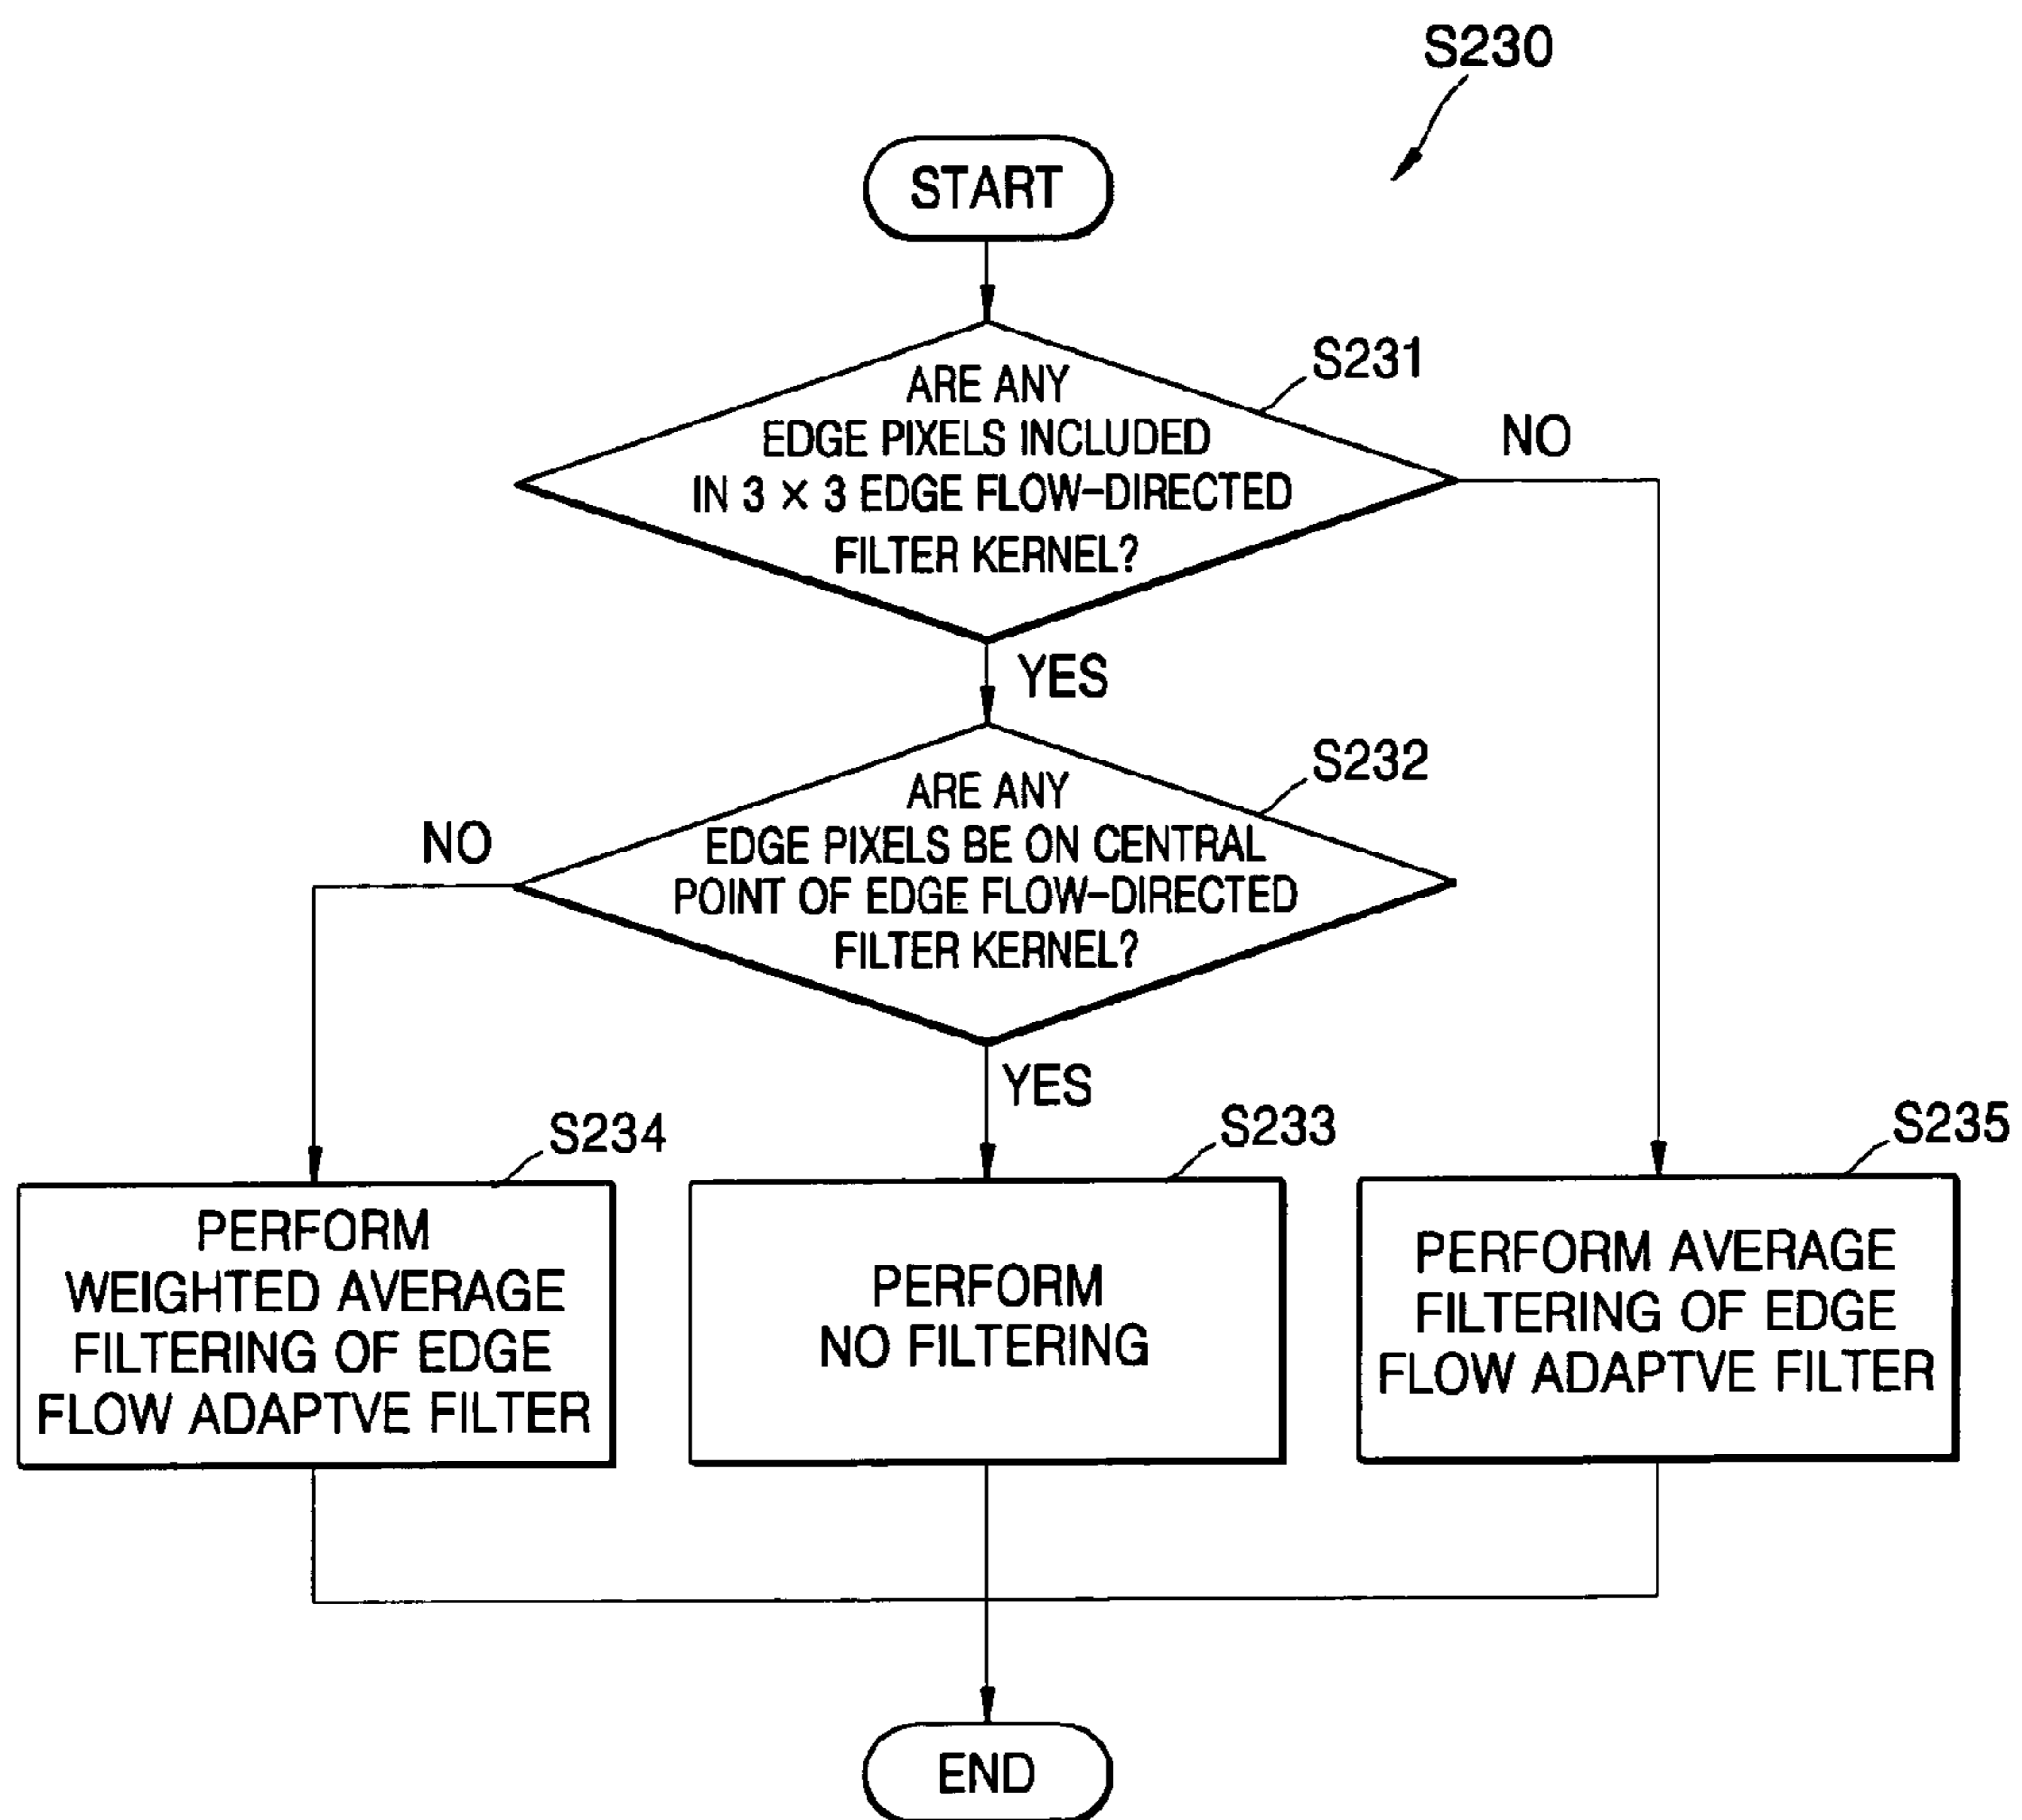 S230
START
S231
ARE ANY
EDGE PIXELS INCLUDED
IN 3 × 3 EDGE FLOW-DIRECTED
FILTER KERNEL?
NO
YES
S232
ARE ANY
EDGE PIXELS BE ON CENTRAL
POINT OF EDGE FLOW-DIRECTED
FILTER KERNEL?
NO
YES
S234
PERFORM
WEIGHTED AVERAGE
FILTERING OF EDGE
FLOW ADAPTVE FILTER
S233
PERFORM
NO FILTERING
S235
PERFORM AVERAGE
FILTERING OF EDGE
FLOW ADAPTVE FILTER
END